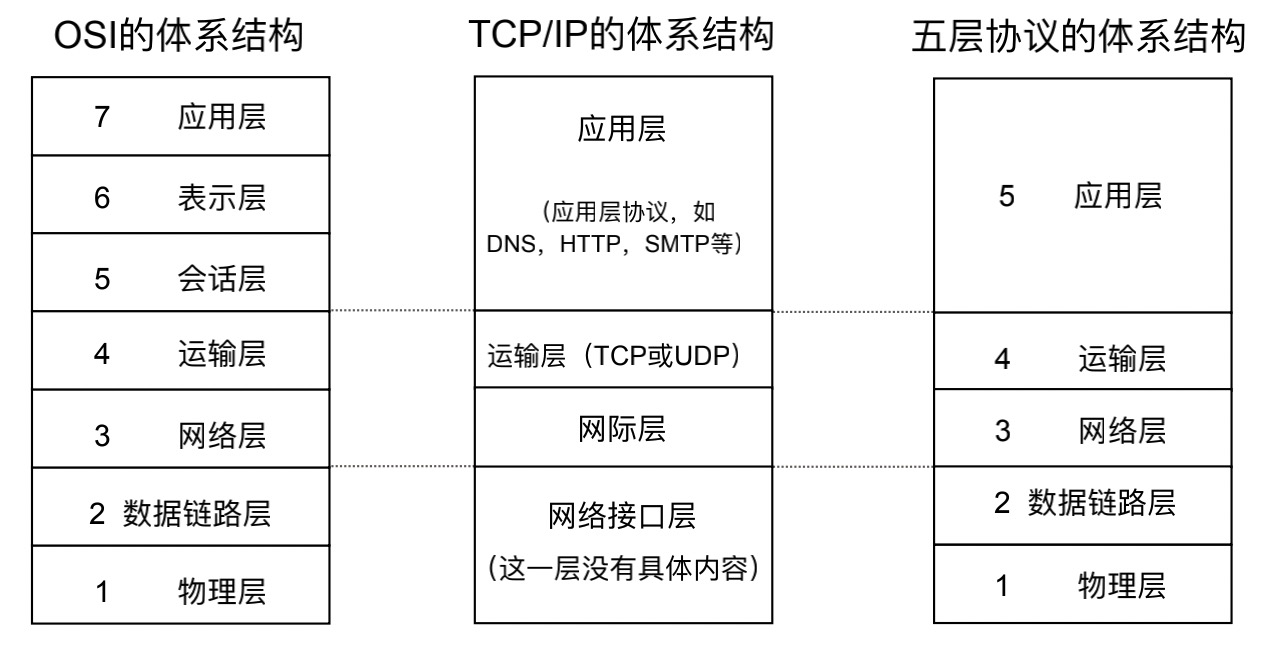 OSI的体系结构
7 应用层
6 表示层
5 会话层
4 运输层
3 网络层
2 数据链路层
1 物理层
TCP/IP的体系结构
应用层
（应用层协议，如
DNS，HTTP，SMTP等）
运输层（TCP或UDP）
网际层
网络接口层
（这一层没有具体内容）
五层协议的体系结构
5 应用层
4 运输层
3 网络层
2 数据链路层
1 物理层